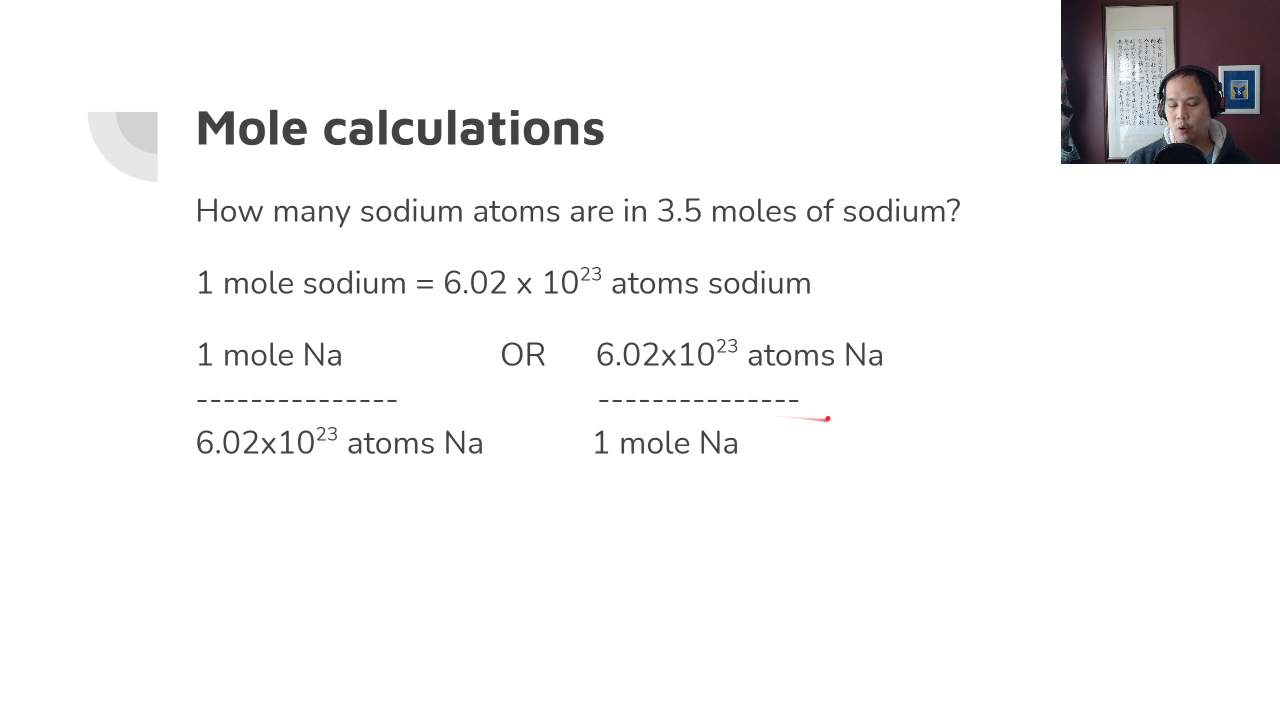 Mole calculations
How many sodium atoms are in 3.5 moles of sodium?
1 mole sodium = 6.02 x 10²³ atoms sodium
1 mole Na OR 6.02x10²³ atoms Na
--------------- ---------------
6.02x10²³ atoms Na 1 mole Na